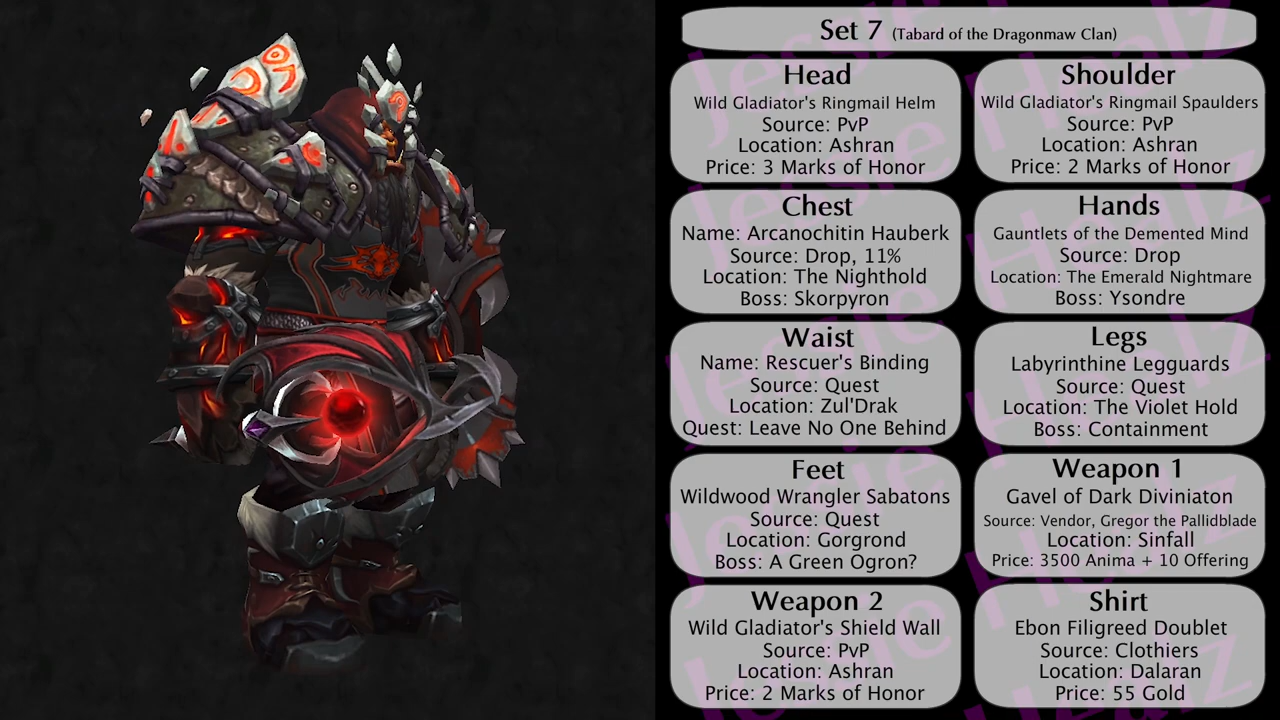 Set 7 (Tabard of the Dragonmaw Clan)
Head
Wild Gladiator's Ringmail Helm
Source: PvP
Location: Ashran
Price: 3 Marks of Honor
Shoulder
Wild Gladiator's Ringmail Spaulders
Source: PvP
Location: Ashran
Price: 2 Marks of Honor
Chest
Name: Arcanochitin Hauberk
Source: Drop, 11%
Location: The Nighthold
Boss: Skorpyron
Hands
Gauntlets of the Demented Mind
Source: Drop
Location: The Emerald Nightmare
Boss: Ysondre
Waist
Name: Rescuer's Binding
Source: Quest
Location: Zul'Drak
Quest: Leave No One Behind
Legs
Labyrinthine Legguards
Source: Quest
Location: The Violet Hold
Boss: Containment
Feet
Wildwood Wrangler Sabatons
Source: Quest
Location: Gorgrond
Boss: A Green Ogron?
Weapon 1
Gavel of Dark Diviniaton
Source: Vendor, Gregor the Pallidblade
Location: Sinfall
Price: 3500 Anima + 10 Offering
Weapon 2
Wild Gladiator's Shield Wall
Source: PvP
Location: Ashran
Price: 2 Marks of Honor
Shirt
Ebon Filigreed Doublet
Source: Clothiers
Location: Dalaran
Price: 55 Gold